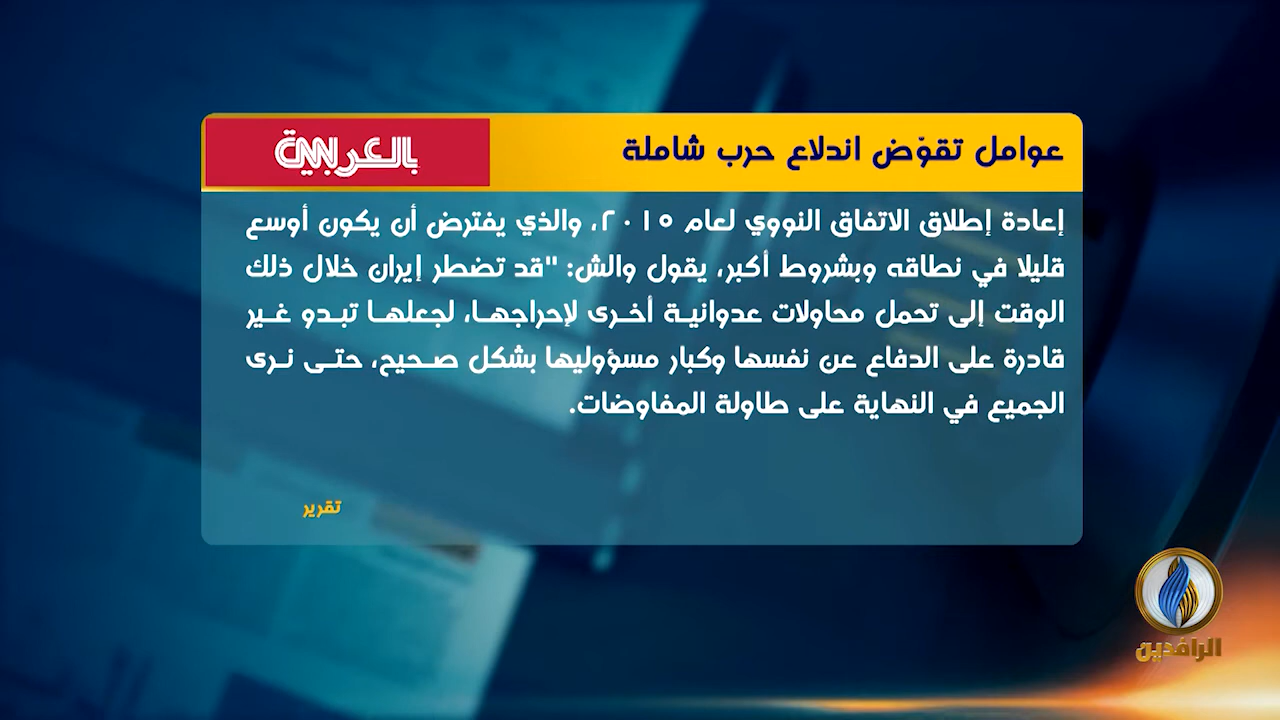 عوامل تقوّض اندلاع حرب شاملة
CNN بالعربية
إعادة إطلاق الاتفاق النووي لعام ٢٠١٥، والذي يفترض أن يكون أوسع
قليلا في نطاقه وبشروط أكبر، يقول والش: "قد تضطر إيران خلال ذلك
الوقت إلى تحمل محاولات عدوانية أخرى لإحراجها، لجعلها تبدو غير
قادرة على الدفاع عن نفسها وكبار مسؤوليها بشكل صحيح، حتى نرى
الجميع في النهاية على طاولة المفاوضات.
تقرير
الرافدين